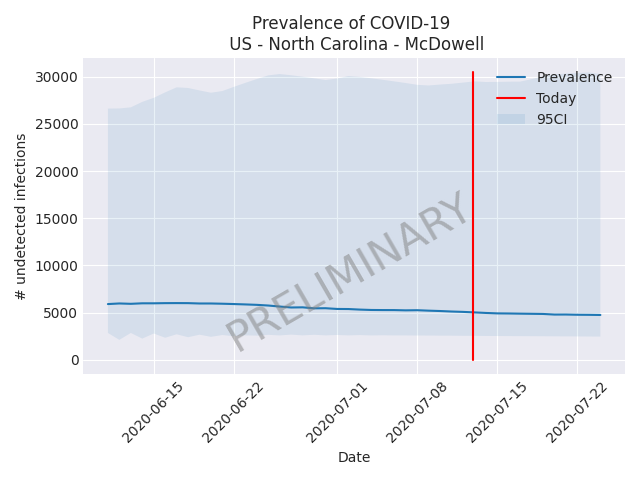 Prevalence of COVID-19
US - North Carolina - McDowell
30000
25000
20000
15000
10000
5000
0
# undetected infections
Prevalence
Today
95CI
PRELIMINARY
2020-06-15
2020-06-22
2020-07-01
2020-07-08
2020-07-15
2020-07-22
Date